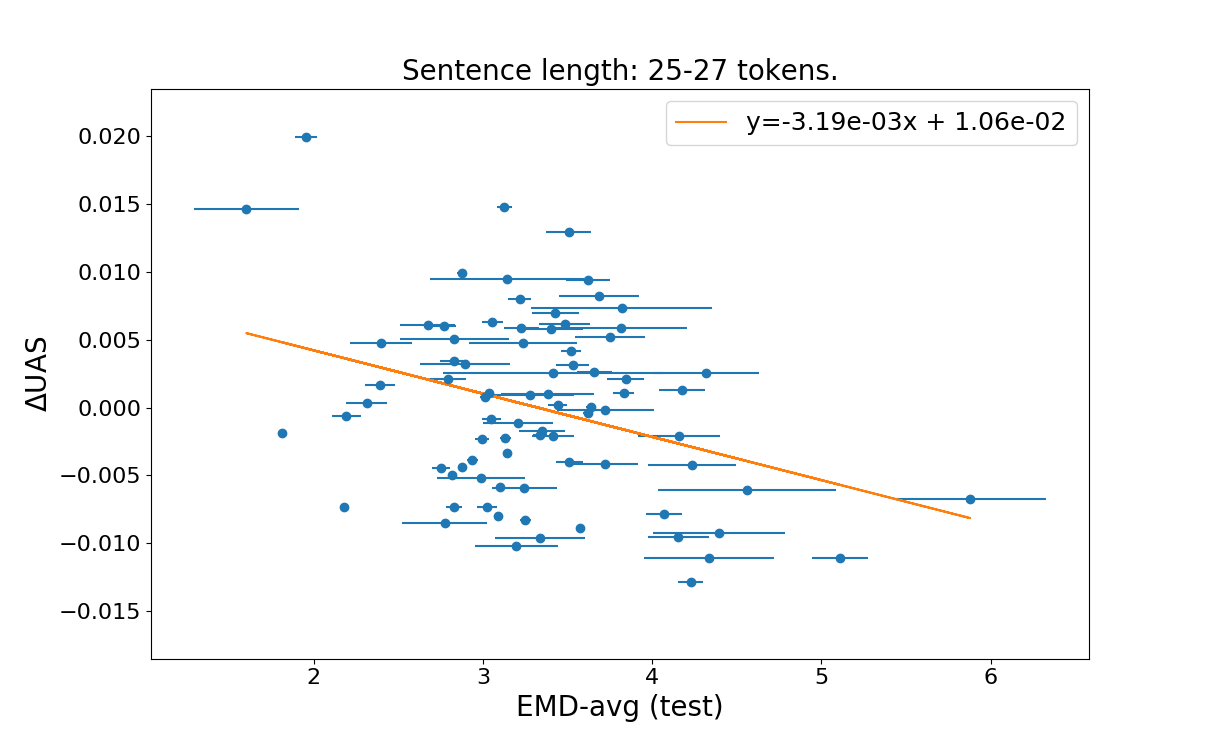 Sentence length: 25-27 tokens.
y=-3.19e-03x + 1.06e-02
0.020
0.015
0.010
0.005
0.000
−0.005
−0.010
−0.015
ΔUAS
2 3 4 5 6
EMD-avg (test)